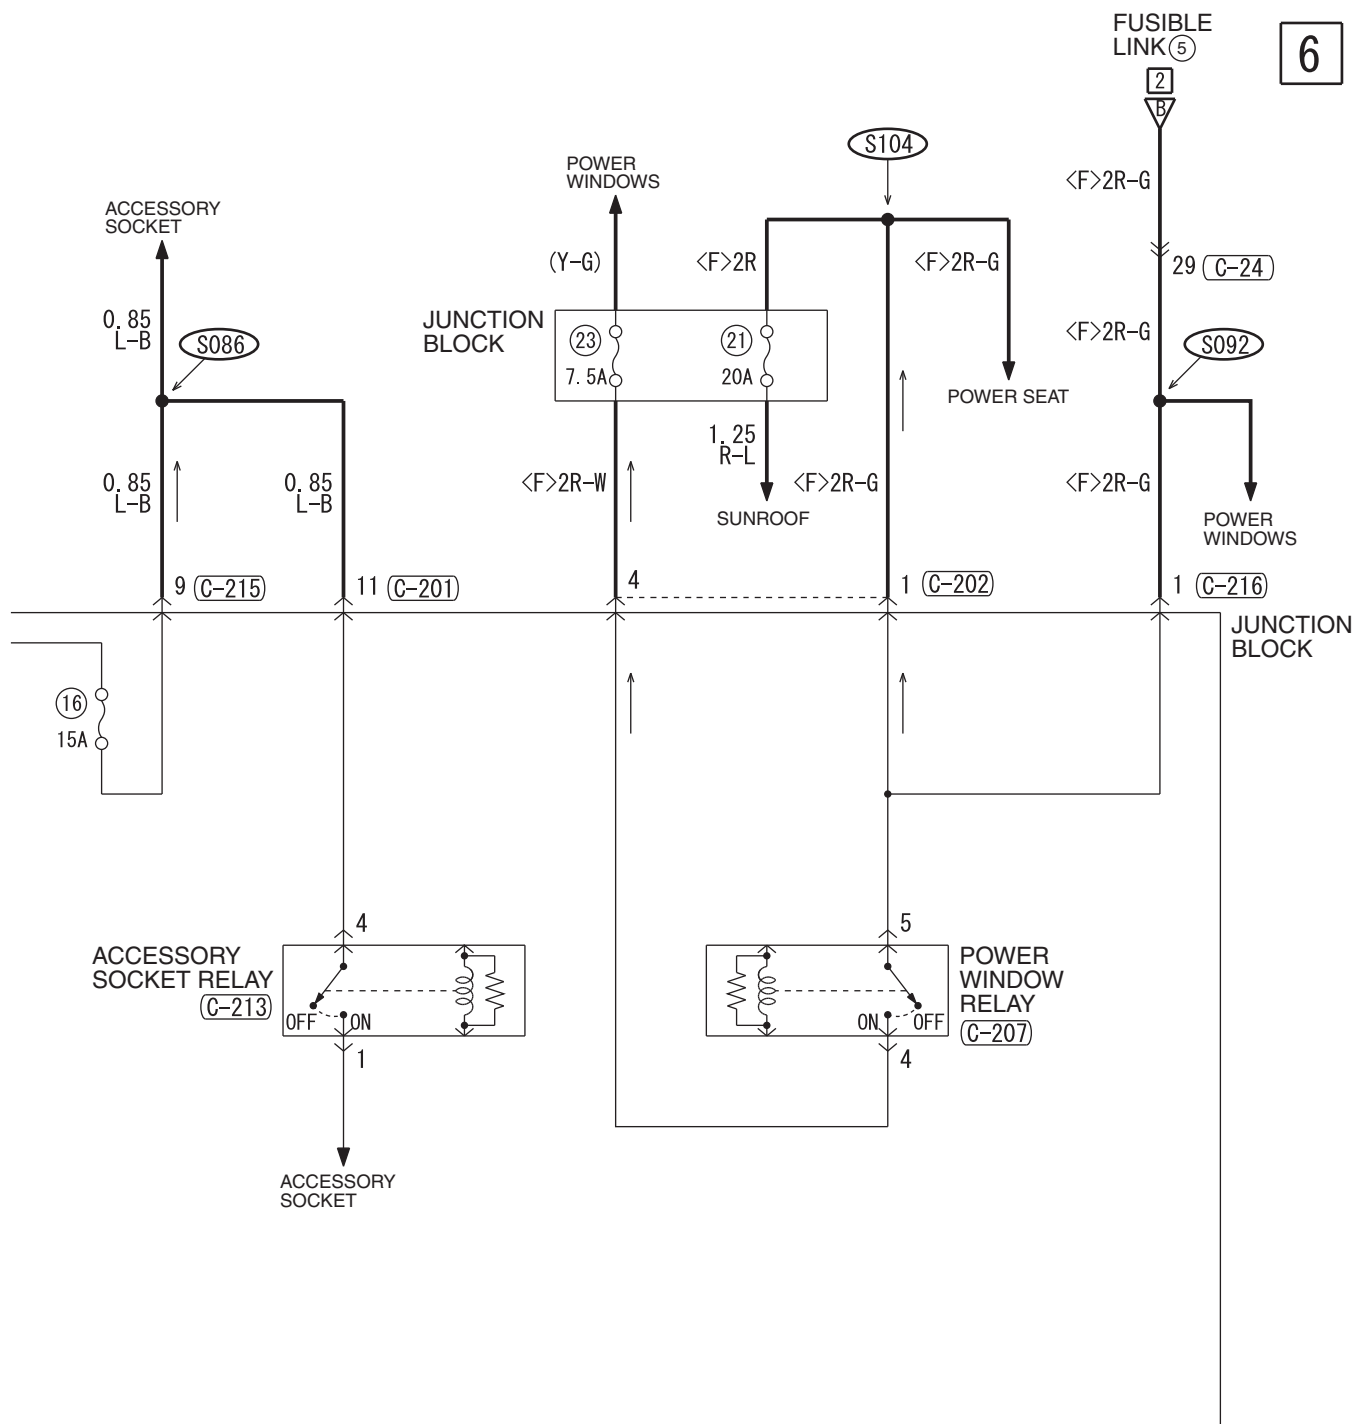 FUSIBLE
LINK 5
6
2
B
S104
POWER
WINDOWS
<F>2R-G
ACCESSORY
SOCKET
(Y-G)
<F>2R
<F>2R-G
29 C-24
0.85
L-B
JUNCTION
BLOCK
<F>2R-G
S086
23
7.5A
21
20A
S092
POWER SEAT
1.25
R-L
0.85
L-B
0.85
L-B
<F>2R-W
<F>2R-G
<F>2R-G
SUNROOF
POWER
WINDOWS
9 C-215
11 C-201
4
1 C-202
1 C-216
JUNCTION
BLOCK
16
15A
4
5
ACCESSORY
SOCKET RELAY
C-213
OFF ON
POWER
WINDOW
RELAY
C-207
ON OFF
1
4
ACCESSORY
SOCKET